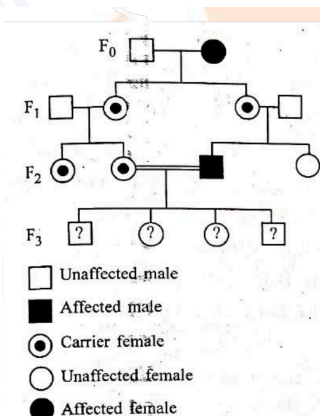 F0
F1
F2
F3 ? ? ? ?
Unaffected male
Affected male
Carrier female
Unaffected female
Affected female